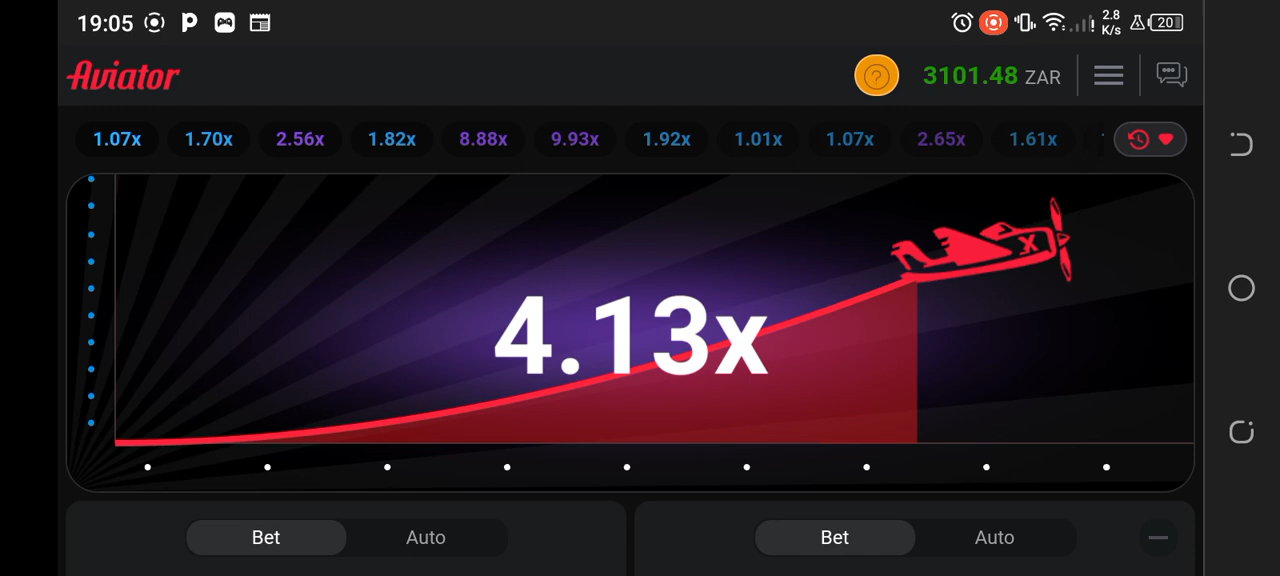 19:05 2.8 K/s 20
Aviator 3101.48 ZAR
1.07x 1.70x 2.56x 1.82x 8.88x 9.93x 1.92x 1.01x 1.07x 2.65x 1.61x
4.13x
Bet Auto Bet Auto